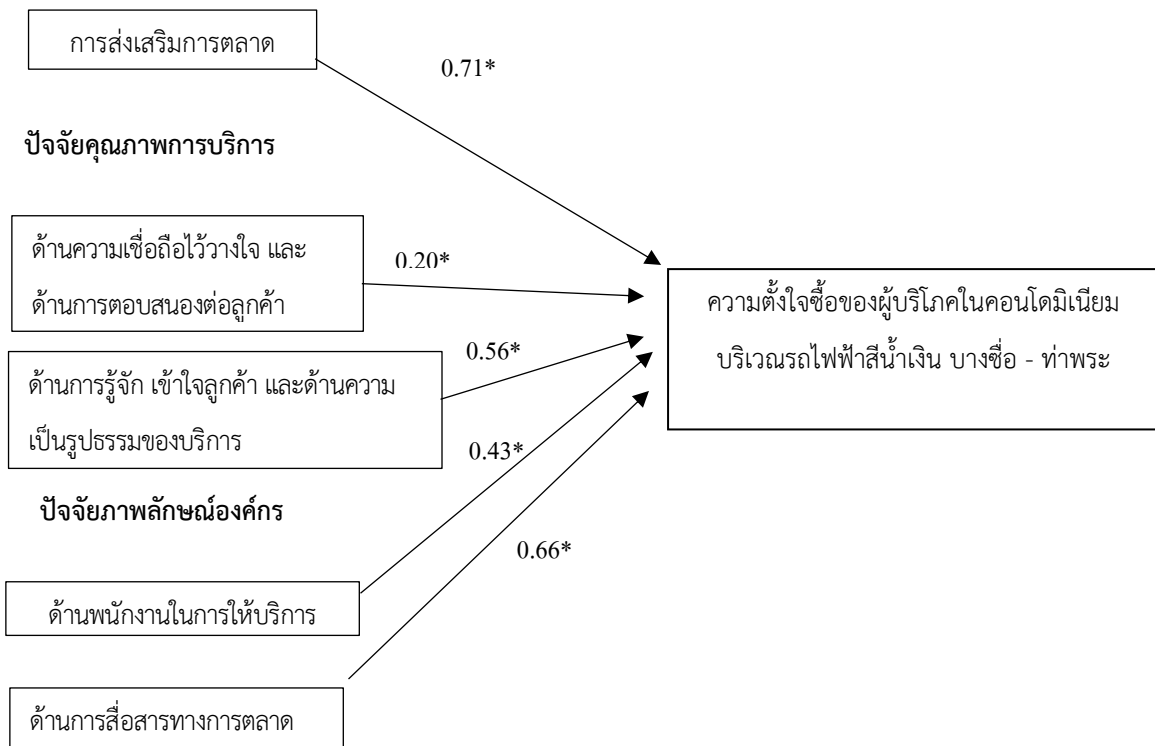 การส่งเสริมการตลาด
0.71*
ปัจจัยคุณภาพการบริการ
ด้านความเชื่อถือไว้วางใจ และ
ด้านการตอบสนองต่อลูกค้า
0.20*
ความตั้งใจซื้อของผู้บริโภคในคอนโดมิเนียม
บริเวณรถไฟฟ้าสีน้ำเงิน บางซื่อ - ท่าพระ
0.56*
ด้านการรู้จัก เข้าใจลูกค้า และด้านความ
เป็นรูปธรรมของบริการ
0.43*
ปัจจัยภาพลักษณ์องค์กร
0.66*
ด้านพนักงานในการให้บริการ
ด้านการสื่อสารทางการตลาด